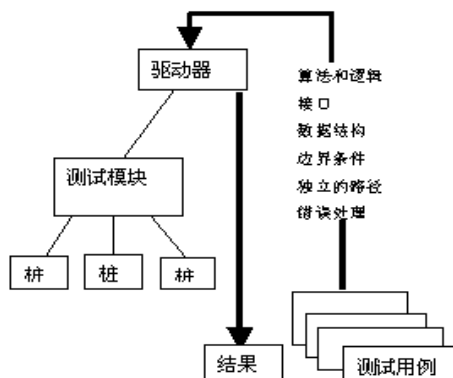 驱动器
算法和逻辑
接口
数据结构
边界条件
独立的路径
错误处理
测试模块
桩
桩
桩
结果
测试用例